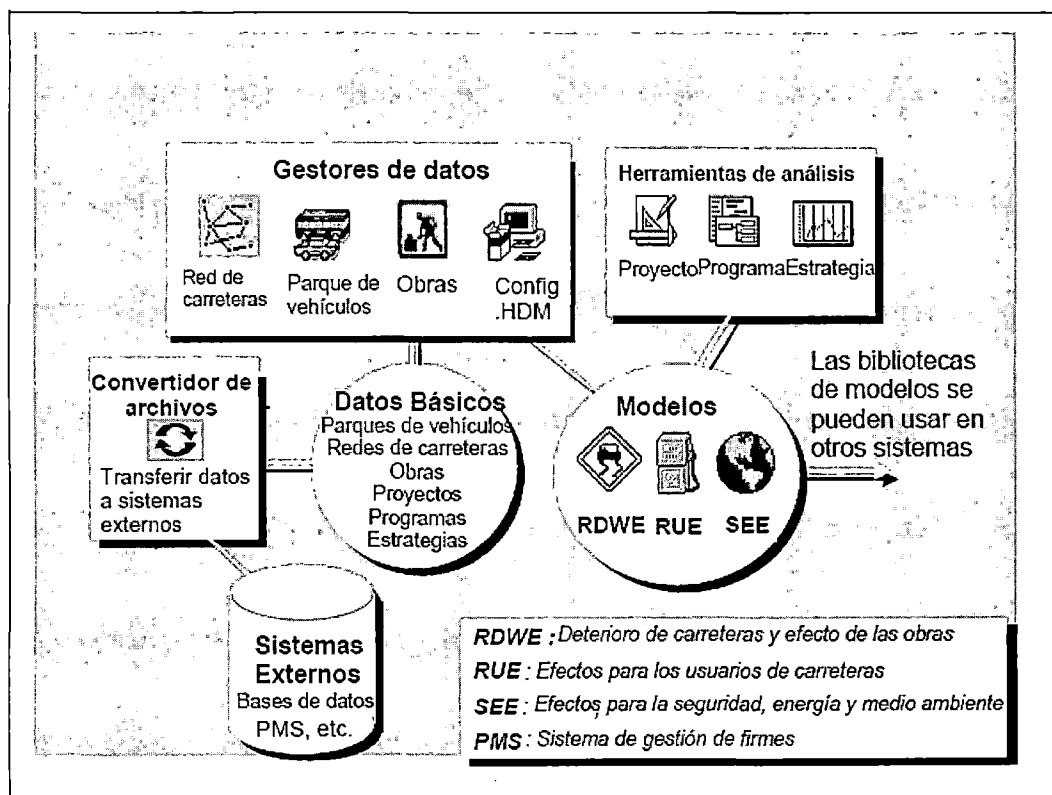 Gestores de datos
Red de
carreteras
Parque de
vehículos
Obras
Config
.HDM
Herramientas de análisis
Proyecto
Programa
Estrategia
Convertidor de
archivos
Transferir datos
a sistemas
externos
Datos Básicos
Parques de vehículos
Redes de carreteras
Obras
Proyectos
Programas
Estrategias
Modelos
RDWE
RUE
SEE
Las bibliotecas
de modelos se
pueden usar en
otros sistemas
Sistemas
Externos
Bases de datos
PMS, etc.
RDWE : Deterioro de carreteras y efecto de las obras
RUE : Efectos para los usuarios de carreteras
SEE : Efectos para la seguridad, energía y medio ambiente
PMS : Sistema de gestión de firmes